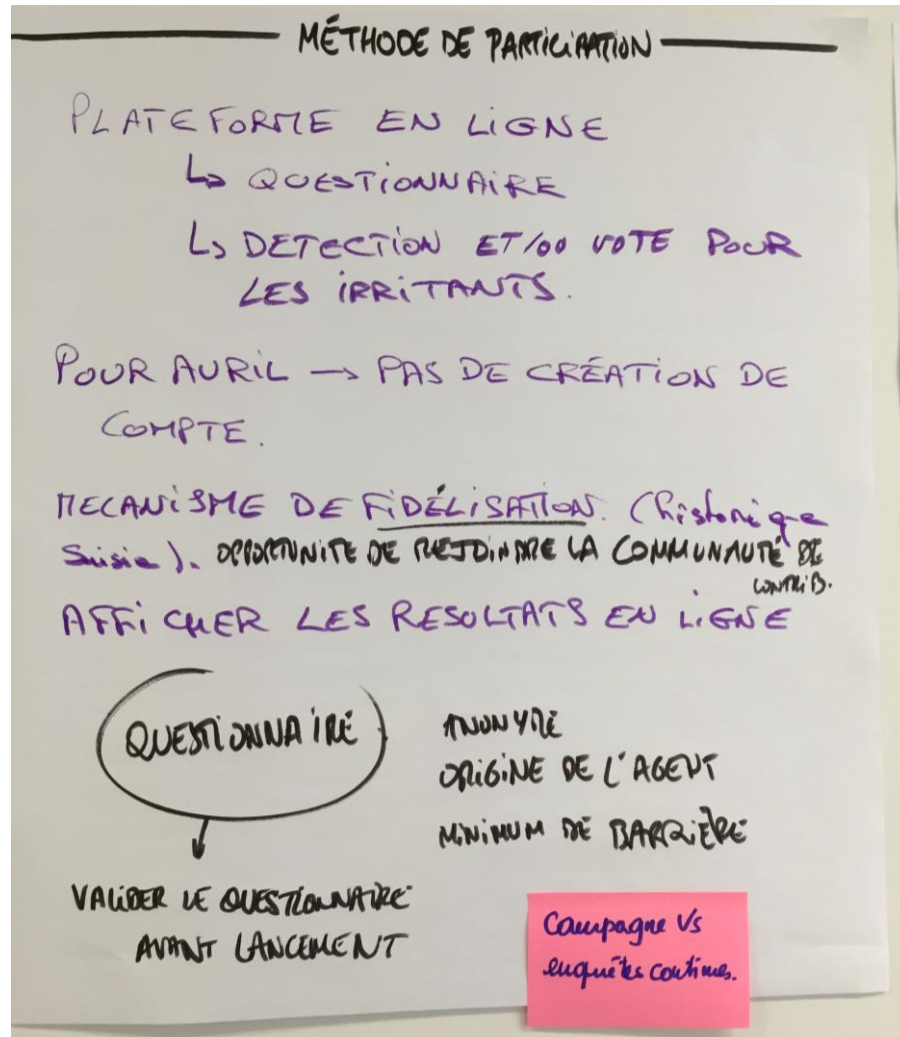 MÉTHODE DE PARTICIPATION
PLATEFORME EN LIGNE
↳ QUESTIONNAIRE
↳ DETECTION ET/OU VOTE POUR
LES IRRITANTS.
POUR AVRIL → PAS DE CRÉATION DE
COMPTE.
MECANISME DE FIDÉLISATION. (historique
Saisie). OPPORTUNITE DE REJOINDRE LA COMMUNAUTÉ DE
CONTRIB.
AFFICHER LES RESULTATS EN LIGNE
QUESTIONNAIRE
ANONYME
ORIGINE DE L'AGENT
MINIMUM DE BARRIÈRE
VALIDER LE QUESTIONNAIRE
AVANT LANCEMENT
Campagne Vs
enquêtes continues.